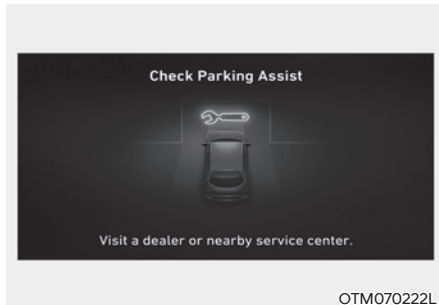 Check Parking Assist
Visit a dealer or nearby service center.
OTM070222L